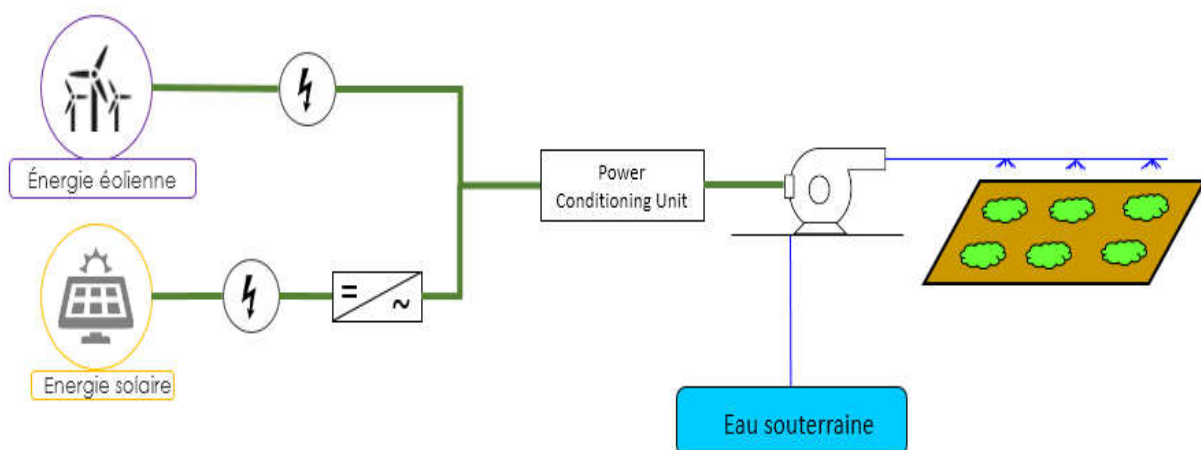 Énergie éolienne
Power
Conditioning Unit
Energie solaire
=
~
Eau souterraine